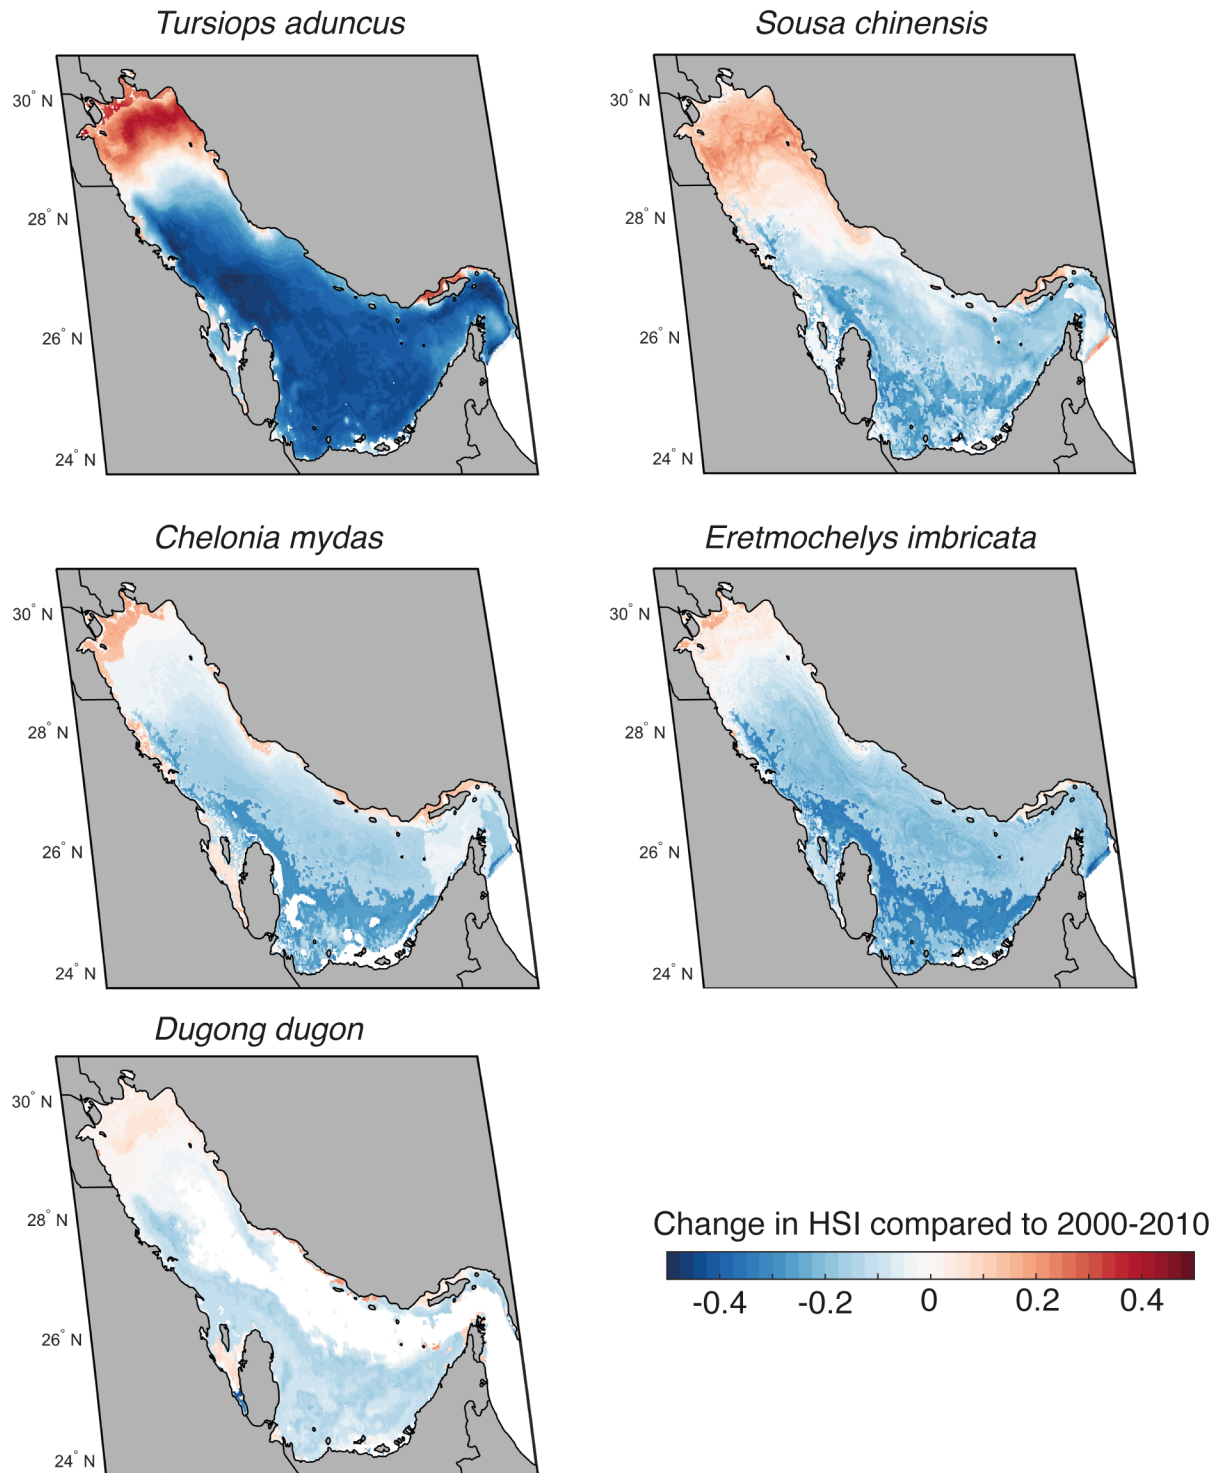 Tursiops aduncus
Sousa chinensis
30° N
28° N
26° N
24° N
30° N
28° N
26° N
24° N
Chelonia mydas
Eretmochelys imbricata
30° N
28° N
26° N
24° N
30° N
28° N
26° N
24° N
Dugong dugon
30° N
28° N
26° N
24° N
Change in HSI compared to 2000-2010
-0.4 -0.2 0 0.2 0.4